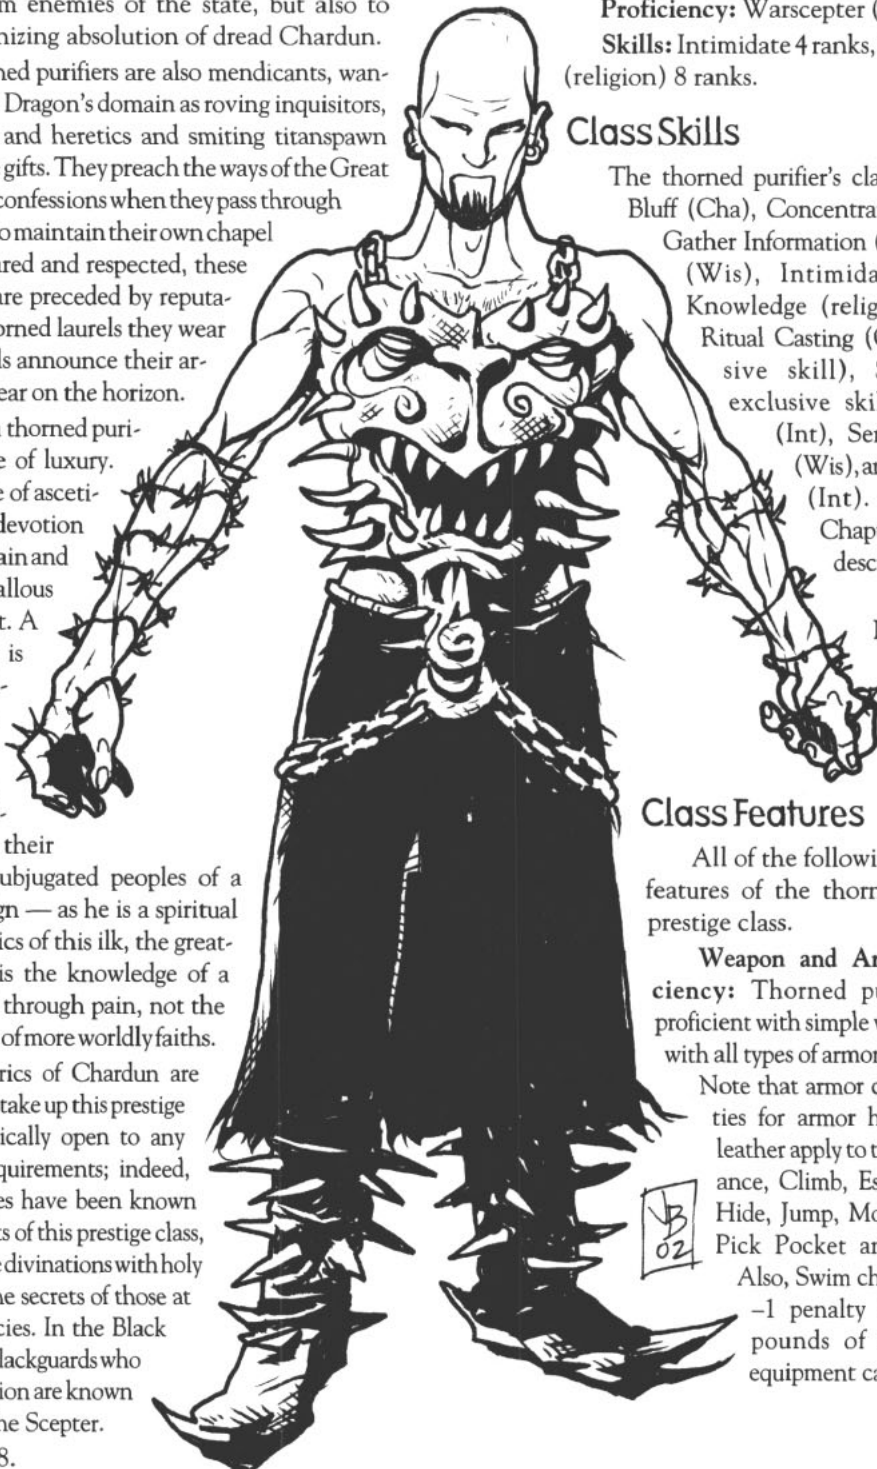 m enemies of the state, but also to
nizing absolution of dread Chardun.
ned purifiers are also mendicants, wan-
Dragon's domain as roving inquisitors,
and heretics and smiting titanspawn
gifts. They preach the ways of the Great
confessions when they pass through
o maintain their own chapel
ared and respected, these
are preceded by reputa-
orned laurels they wear
ls announce their ar-
ear on the horizon.
thorned puri-
e of luxury.
e of asceti-
devotion
ain and
allous
t. A
is
-
-
their
ubjugated peoples of a
gn — as he is a spiritual
ics of this ilk, the great-
is the knowledge of a
through pain, not the
of more worldly faiths.
rics of Chardun are
take up this prestige
ically open to any
quirements; indeed,
es have been known
ts of this prestige class,
e divinations with holy
he secrets of those at
cies. In the Black
lackguards who
ion are known
he Scepter.
8.
Proficiency: Warscepter (
Skills: Intimidate 4 ranks,
(religion) 8 ranks.
Class Skills
The thorned purifier's cla
Bluff (Cha), Concentra
Gather Information (
(Wis), Intimida
Knowledge (relig
Ritual Casting (
sive skill), S
exclusive skil
(Int), Sen
(Wis), a
(Int).
Chap
desc
Class Features
All of the followi
features of the thorn
prestige class.
Weapon and Ar
ciency: Thorned pu
proficient with simple w
with all types of armor
Note that armor c
ties for armor h
leather apply to t
ance, Climb, Es
Hide, Jump, Mo
Pick Pocket an
Also, Swim ch
–1 penalty
pounds of
equipment ca
VB
02